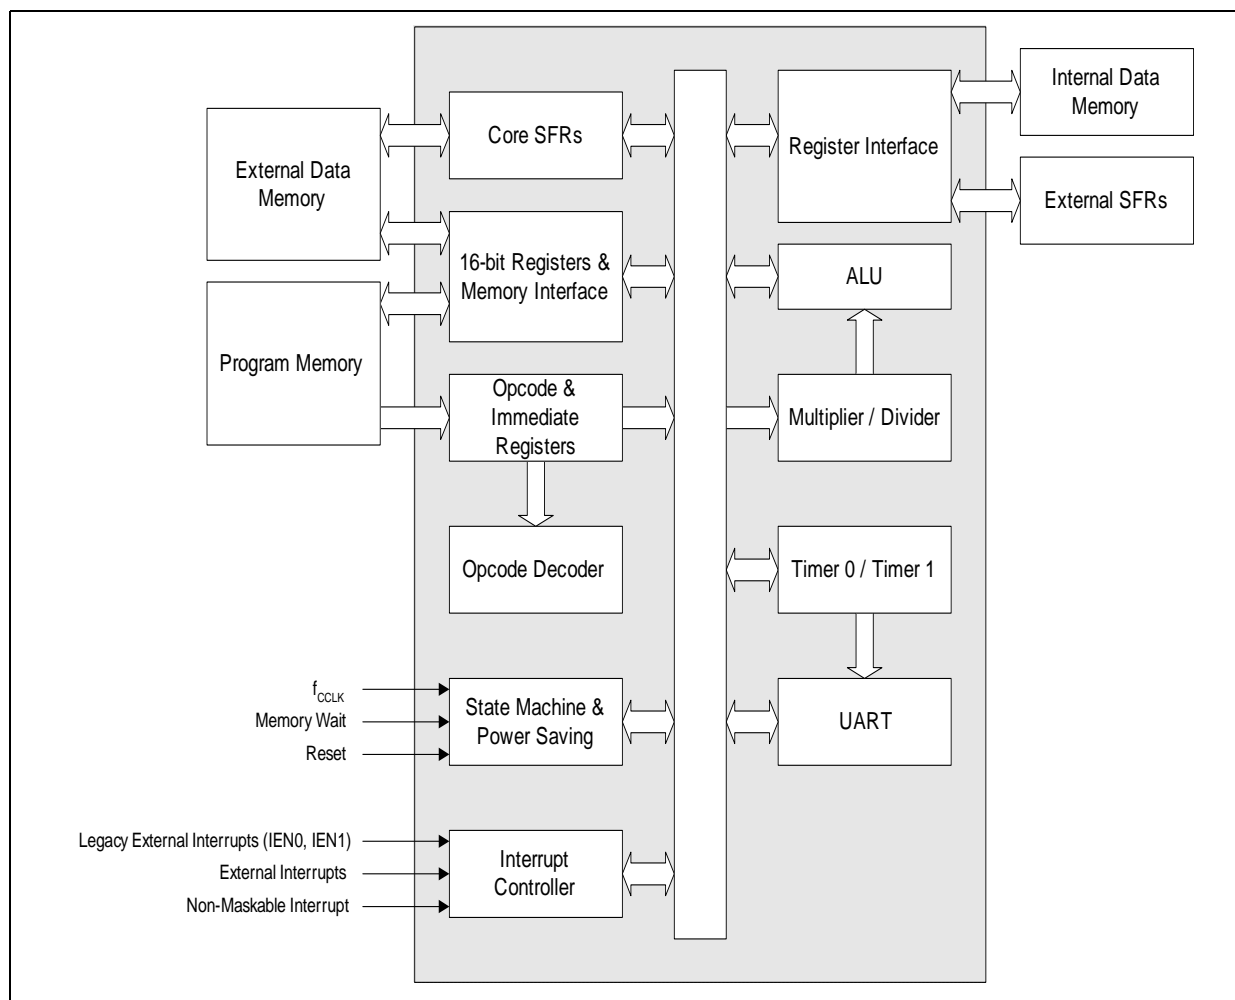 Internal Data
Memory
Core SFRs
Register Interface
External Data
Memory
External SFRs
16-bit Registers &
Memory Interface
ALU
Program Memory
Opcode &
Immediate
Registers
Multiplier / Divider
Opcode Decoder
Timer 0 / Timer 1
fCCLK
Memory Wait
Reset
State Machine &
Power Saving
UART
Legacy External Interrupts (IEN0, IEN1)
External Interrupts
Non-Maskable Interrupt
Interrupt
Controller